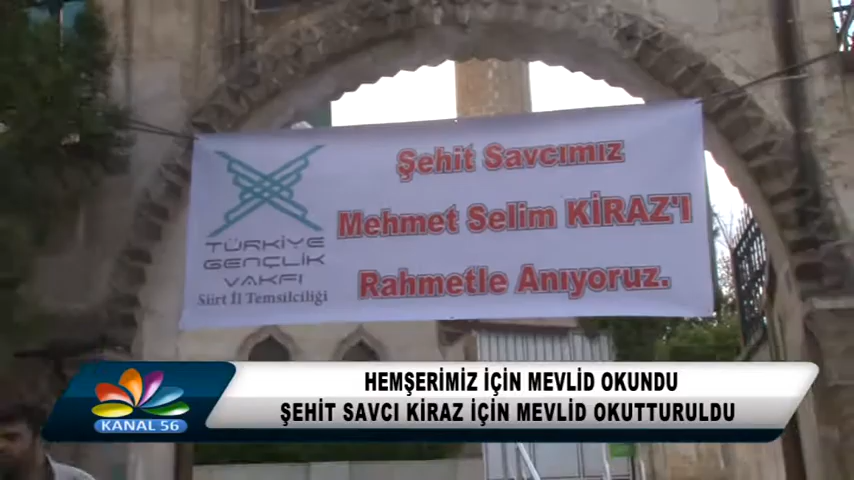 Şehit Savcımız
Mehmet Selim KİRAZ'I
Rahmetle Anıyoruz.
TÜRKİYE
GENÇLİK
VAKFI
Siirt İl Temsilciliği
HEMŞERİMİZ İÇİN MEVLİD OKUNDU
ŞEHİT SAVCI KİRAZ İÇİN MEVLİD OKUTTURULDU
KANAL 56